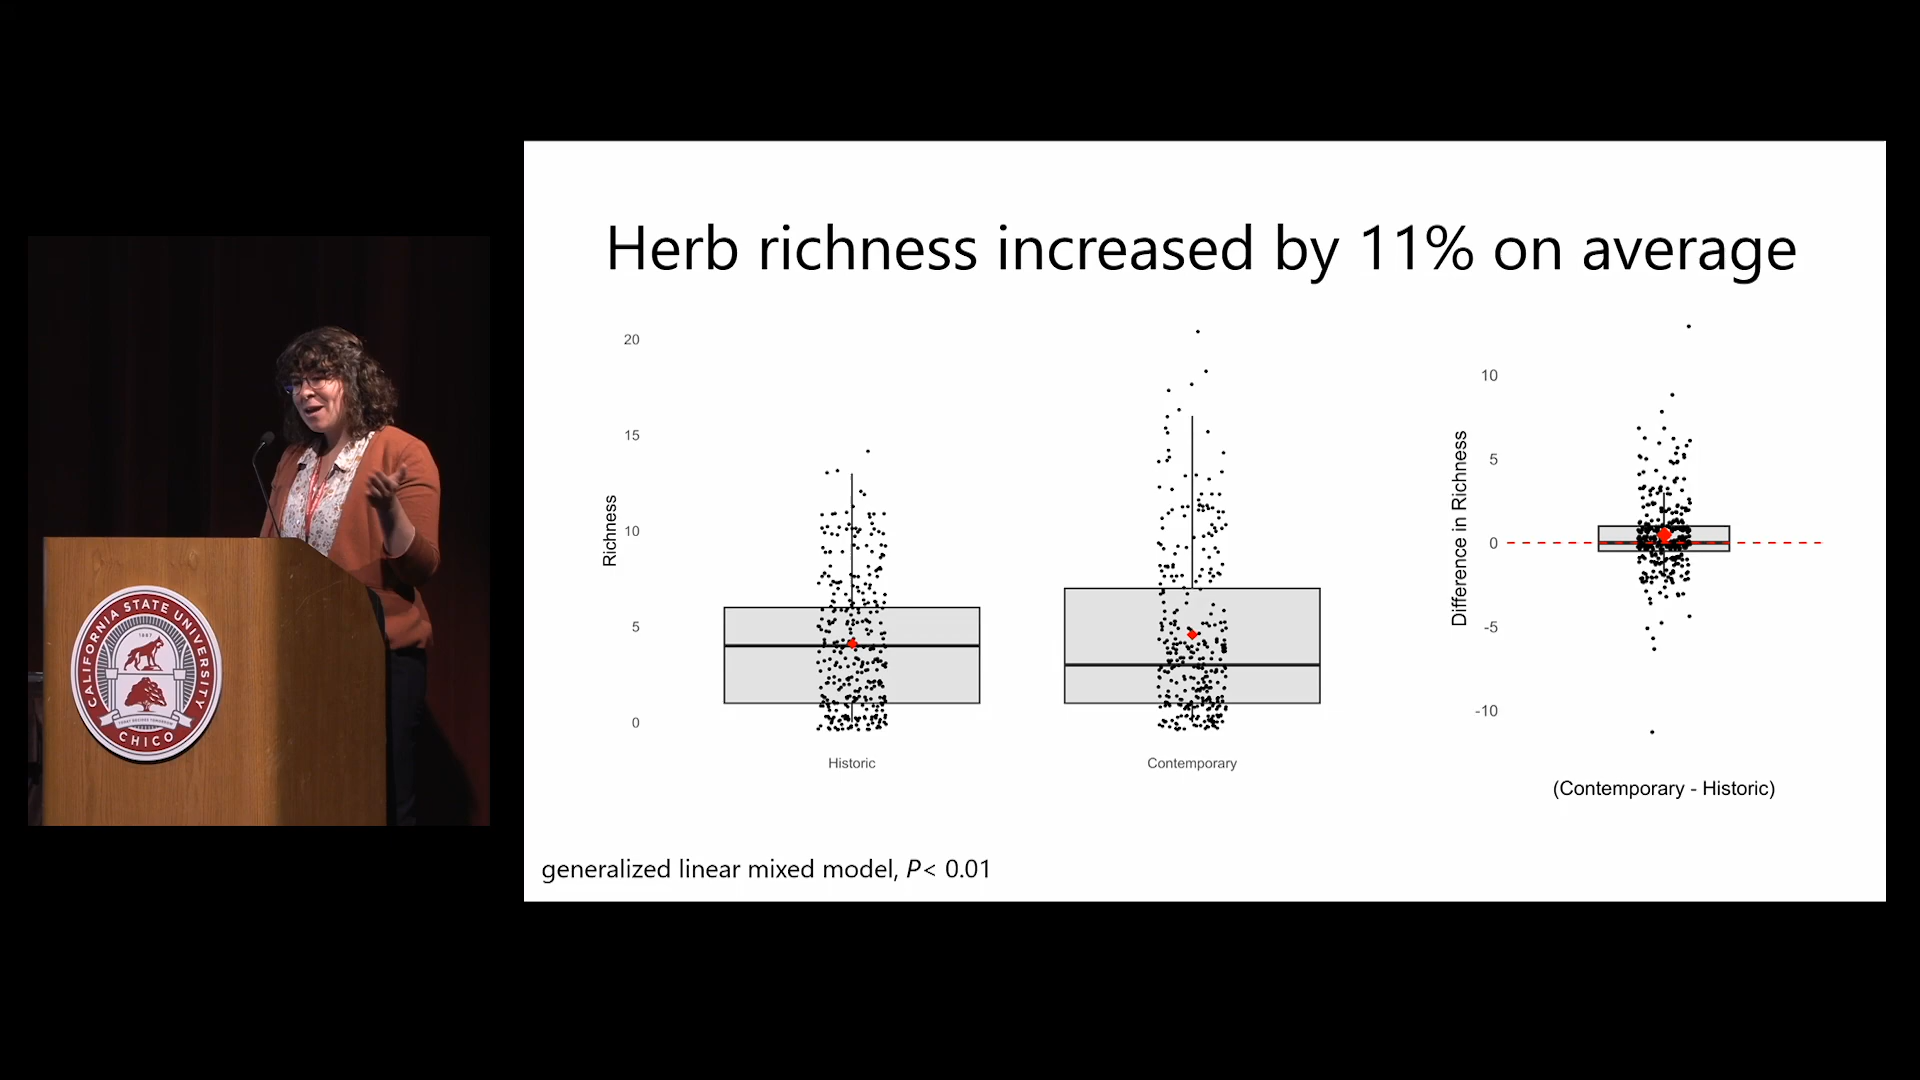 Herb richness increased by 11% on average
20
15
10
5
0
Richness
Historic
Contemporary
10
5
0
-5
-10
Difference in Richness
(Contemporary - Historic)
generalized linear mixed model, P< 0.01
CALIFORNIA STATE UNIVERSITY
1887
CHICO